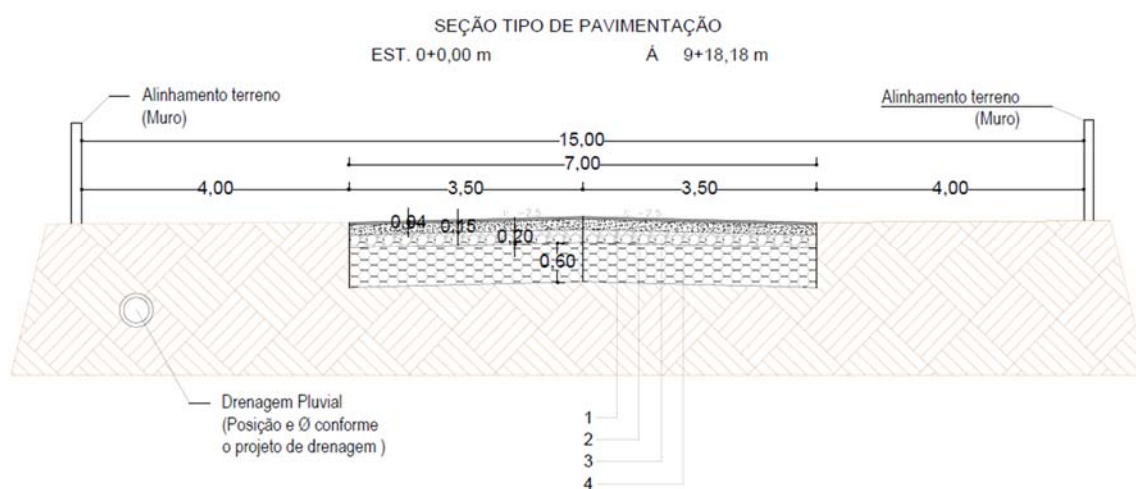 SEÇÃO TIPO DE PAVIMENTAÇÃO
EST. 0+0,00 m Á 9+18,18 m
Alinhamento terreno
(Muro)
Alinhamento terreno
(Muro)
15,00
7,00
4,00 3,50 3,50 4,00
0,04
0,15
0,20
0,60
Drenagem Pluvial
(Posição e Ø conforme
o projeto de drenagem )
1
2
3
4